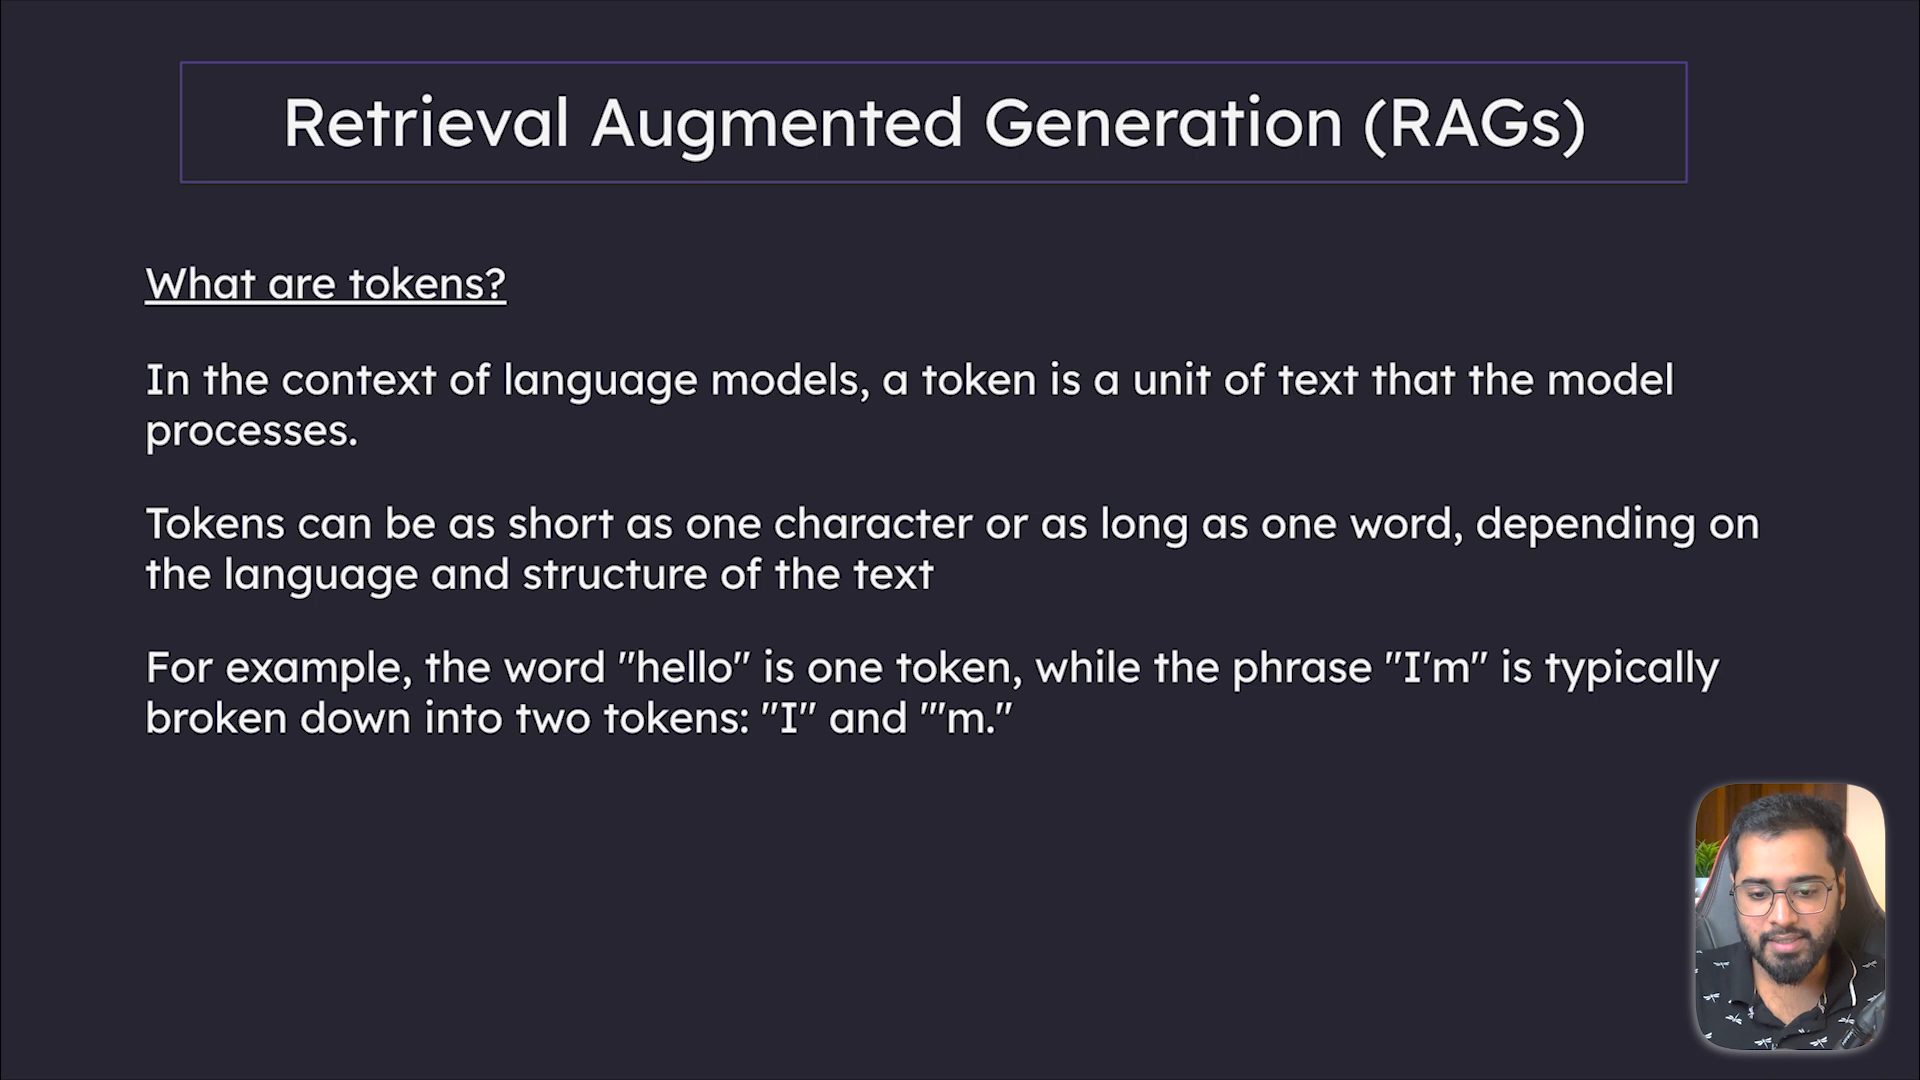 Retrieval Augmented Generation (RAGs)
What are tokens?
In the context of language models, a token is a unit of text that the model
processes.
Tokens can be as short as one character or as long as one word, depending on
the language and structure of the text
For example, the word "hello" is one token, while the phrase "I'm" is typically
broken down into two tokens: "I" and "'m."